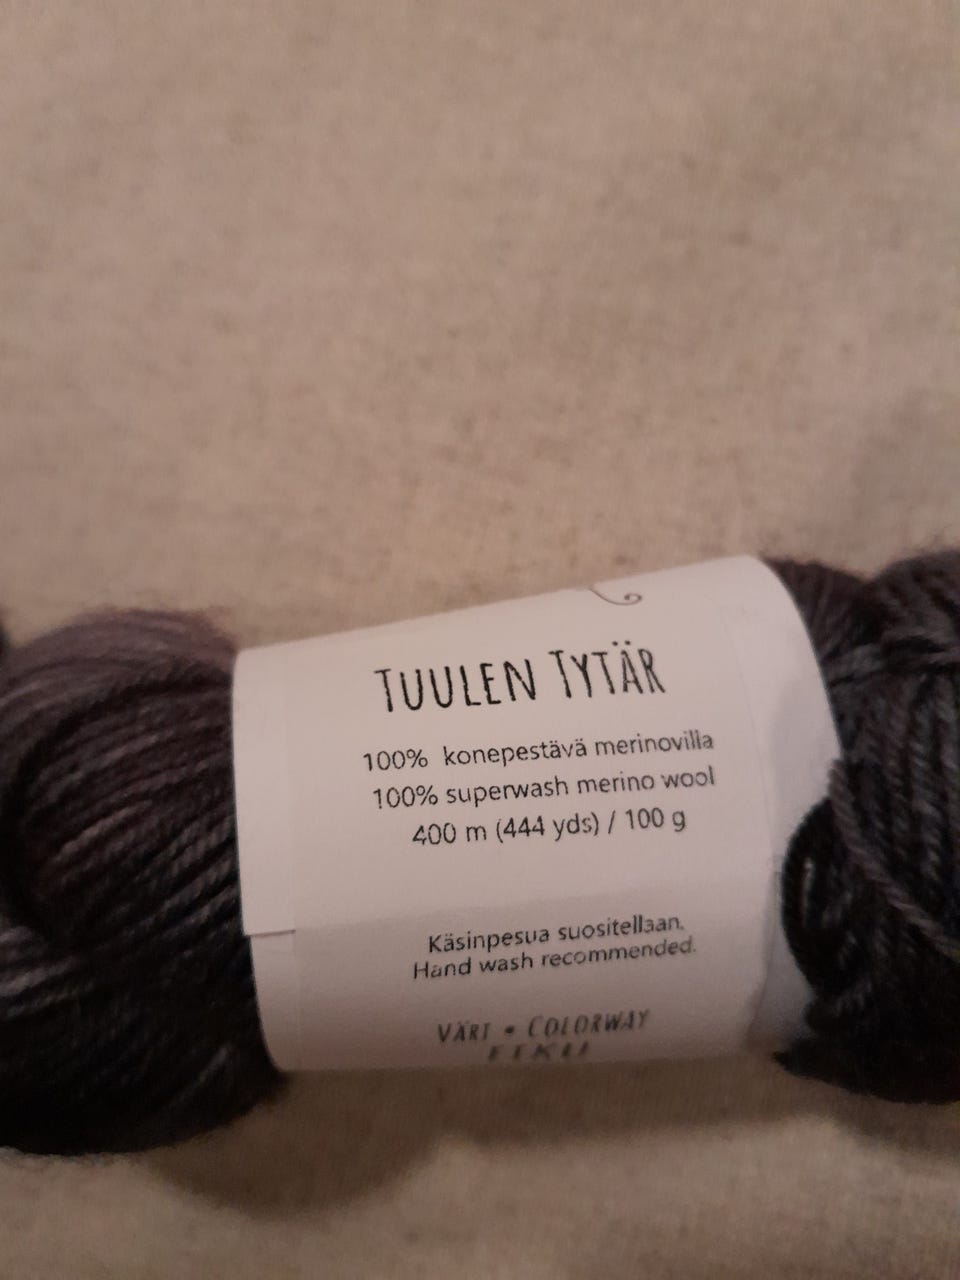 TUULEN TYTÄR
100% konepestävä merinovilla
100% superwash merino wool
400 m (444 yds) / 100 g
Käsinpesua suositellaan.
Hand wash recommended.
VÄRI • COLORWAY